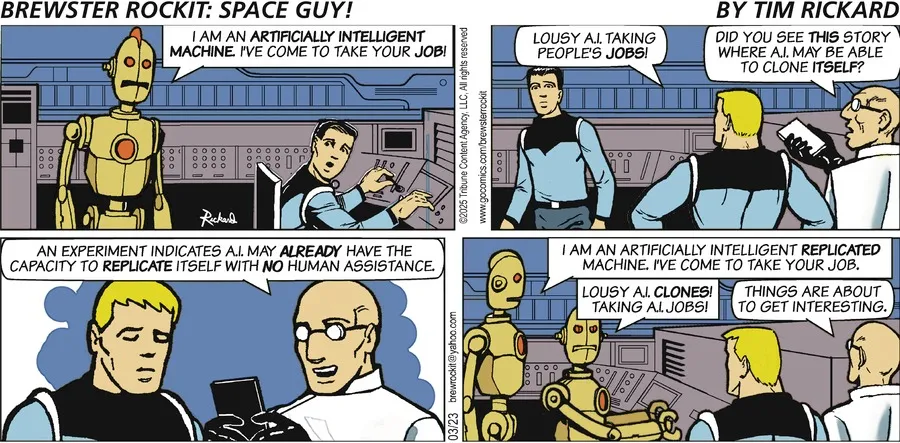 BREWSTER ROCKIT: SPACE GUY!
BY TIM RICKARD
I AM AN ARTIFICIALLY INTELLIGENT
MACHINE. I'VE COME TO TAKE YOUR JOB!
Rickard
©2025 Tribune Content Agency, LLC. All rights reserved
www.gocomics.com/brewsterrockit
LOUSY A.I. TAKING
PEOPLE'S JOBS!
DID YOU SEE THIS STORY
WHERE A.I. MAY BE ABLE
TO CLONE ITSELF?
AN EXPERIMENT INDICATES A.I. MAY ALREADY HAVE THE
CAPACITY TO REPLICATE ITSELF WITH NO HUMAN ASSISTANCE.
03/23 brewrockit@yahoo.com
I AM AN ARTIFICIALLY INTELLIGENT REPLICATED
MACHINE. I'VE COME TO TAKE YOUR JOB.
LOUSY A.I. CLONES!
TAKING A.I. JOBS!
THINGS ARE ABOUT
TO GET INTERESTING.